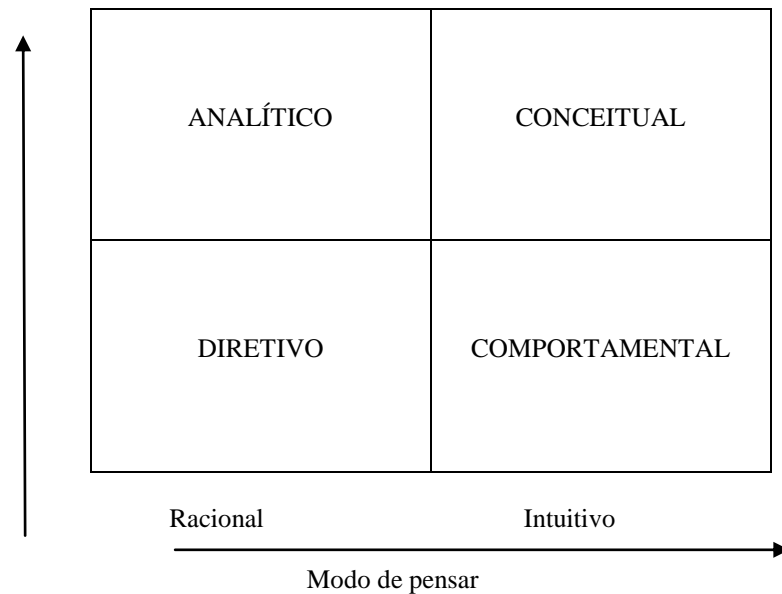 ANALÍTICO CONCEITUAL
DIRETIVO COMPORTAMENTAL
Racional Intuitivo
Modo de pensar